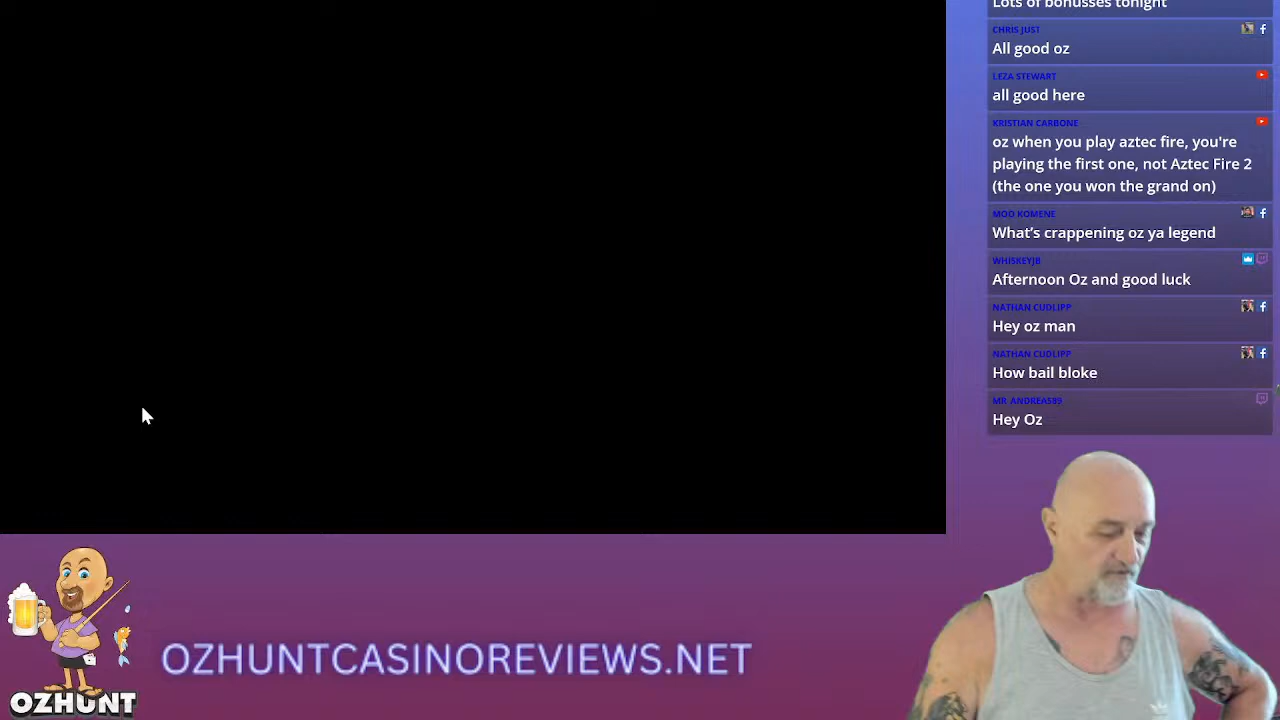 Lots of bonusses tonight
CHRIS JUST
All good oz
LEZA STEWART
all good here
KRISTIAN CARBONE
oz when you play aztec fire, you're
playing the first one, not Aztec Fire 2
(the one you won the grand on)
MOD KOMENE
What's crappening oz ya legend
WHISKEYJB
Afternoon Oz and good luck
NATHAN CUDLIPP
Hey oz man
NATHAN CUDLIPP
How bail bloke
MR_ANDREA589
Hey Oz
OZHUNTCASINOREVIEWS.NET
OZHUNT